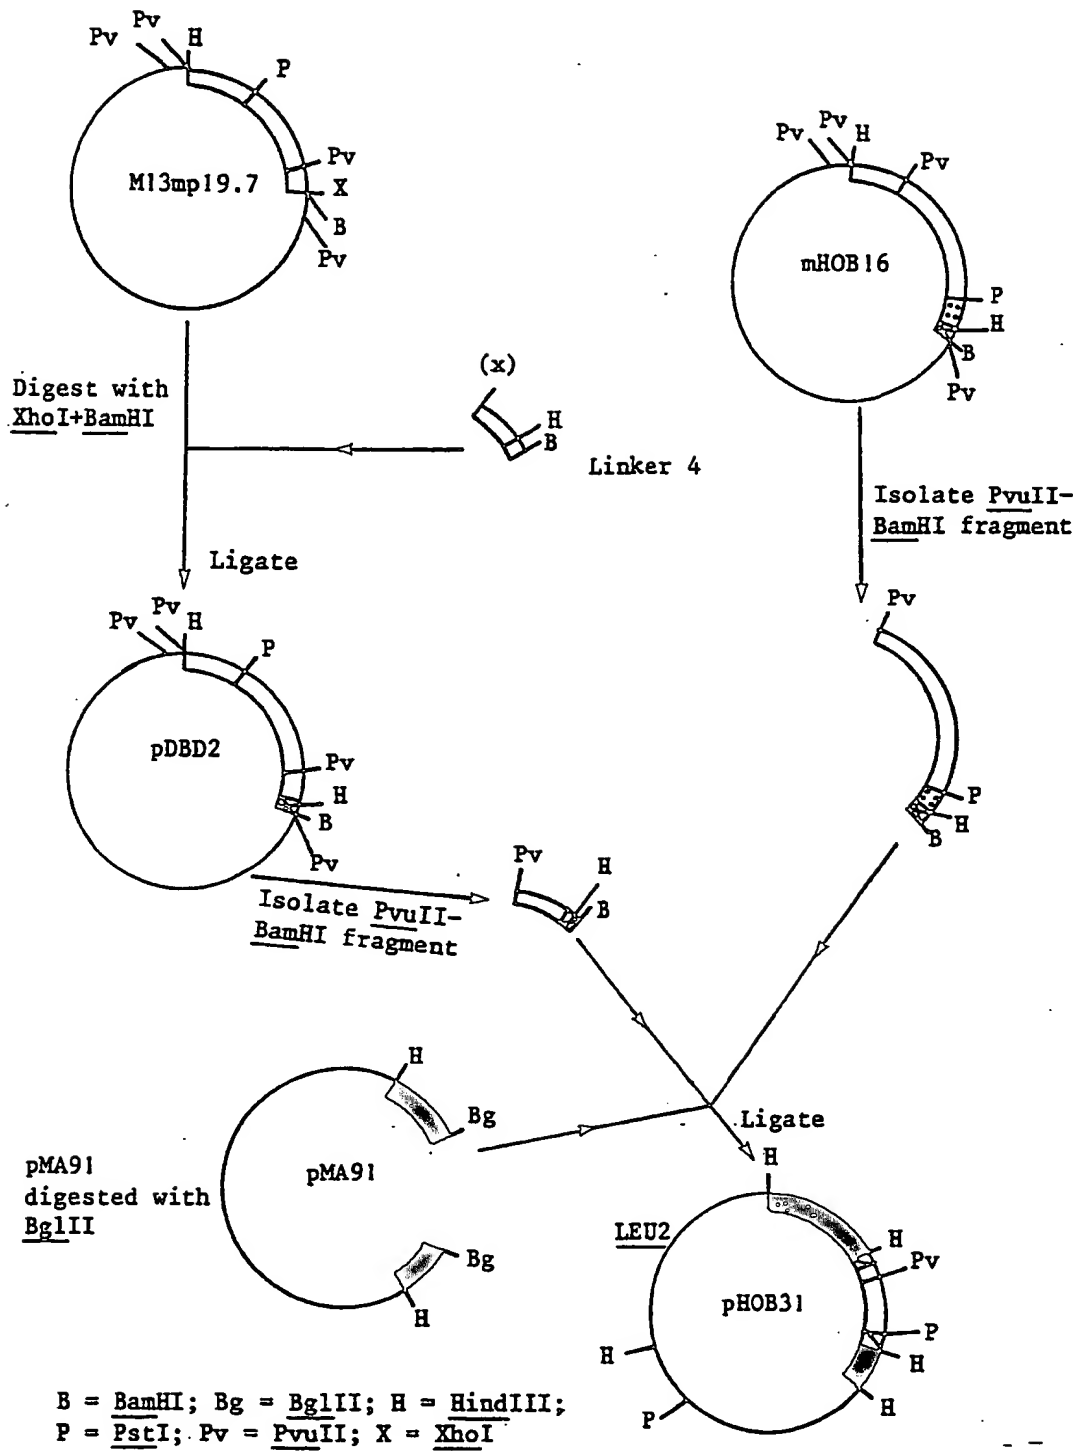 Pv
Pv
H
P
Pv
X
B
Pv
M13mp19.7
Pv
Pv
H
Pv
P
H
B
Pv
mHOB16
Digest with
XhoI+BamHI
(x)
H
B
Linker 4
Isolate PvuII-
BamHI fragment
Ligate
Pv
P
H
B
Pv
Pv
H
P
Pv
H
B
Pv
pDBD2
Isolate PvuII-
BamHI fragment
Pv
H
B
H
Bg
pMA91
Bg
H
pMA91
digested with
BglII
Ligate
H
LEU2
H
Pv
P
H
H
pHOB31
H
P
B = BamHI; Bg = BglII; H = HindIII;
P = PstI; Pv = PvuII; X = XhoI